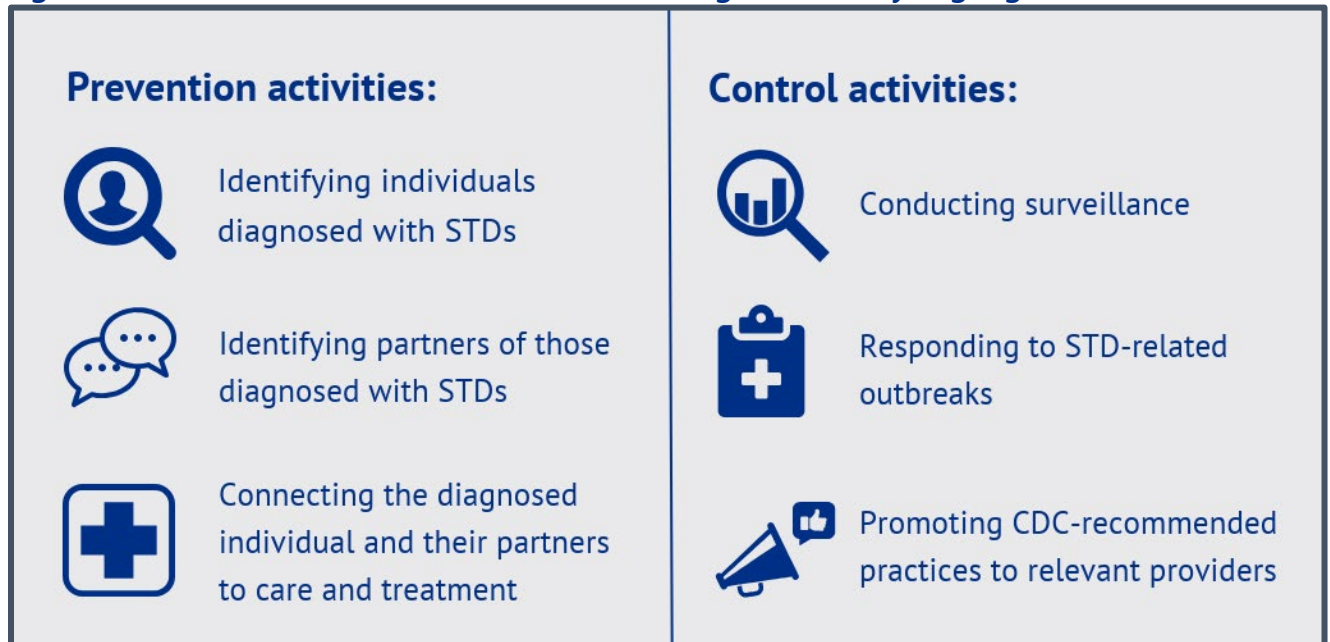 Prevention activities:
Identifying individuals
diagnosed with STDs
Identifying partners of those
diagnosed with STDs
Connecting the diagnosed
individual and their partners
to care and treatment
Control activities:
Conducting surveillance
Responding to STD-related
outbreaks
Promoting CDC-recommended
practices to relevant providers